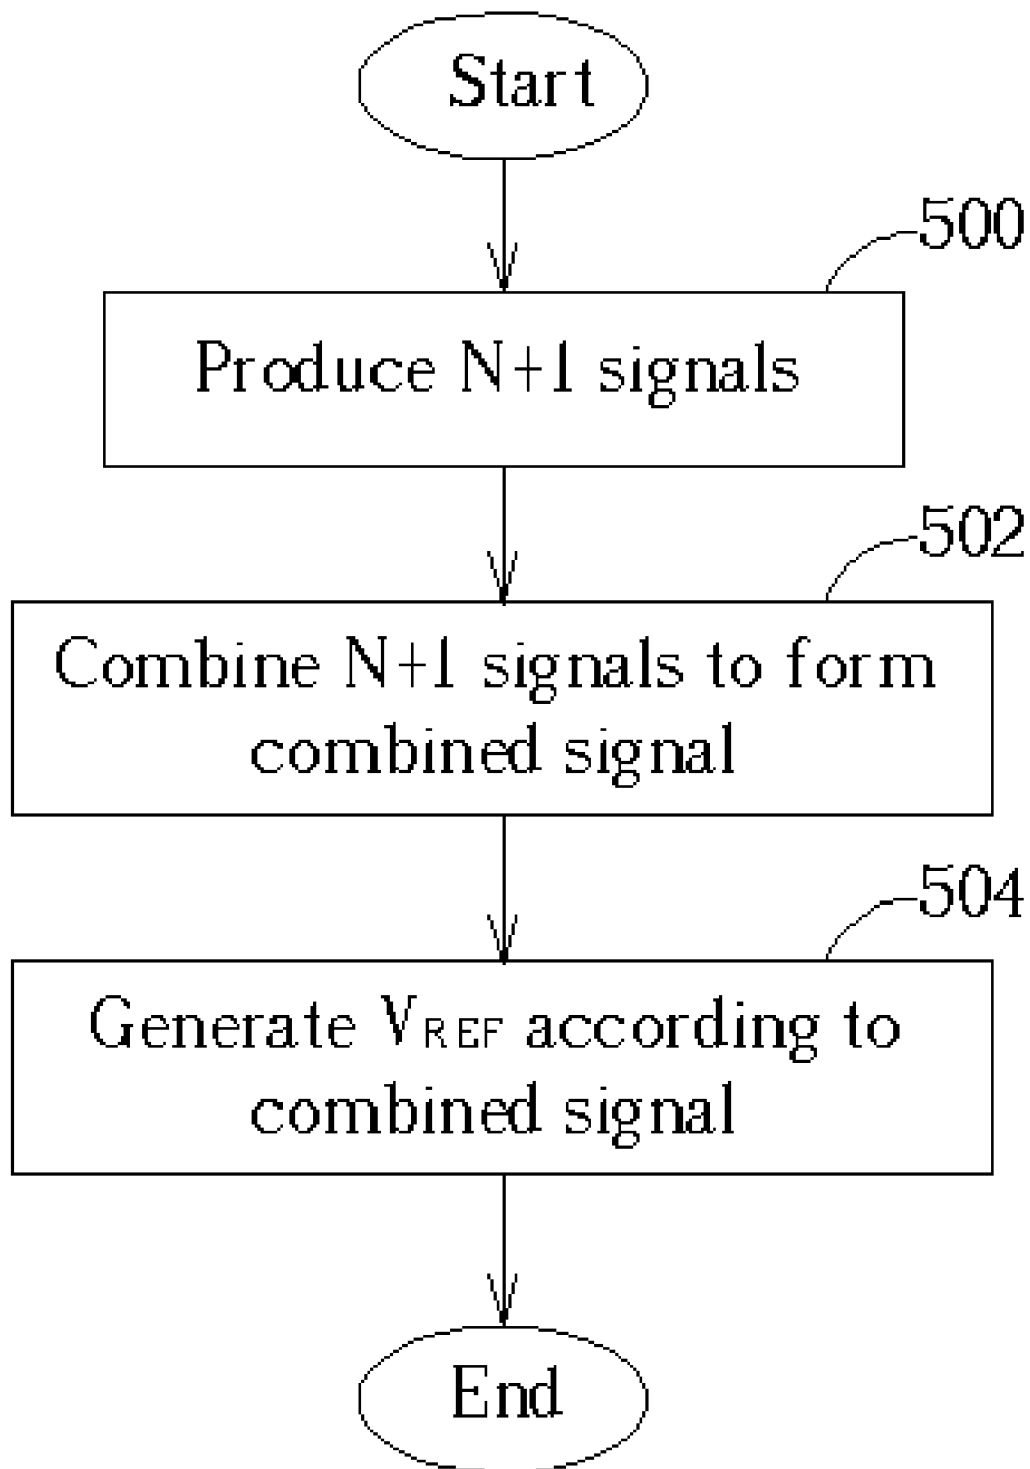 Start
500
Produce N+1 signals
502
Combine N+1 signals to form
combined signal
504
Generate VREF according to
combined signal
End